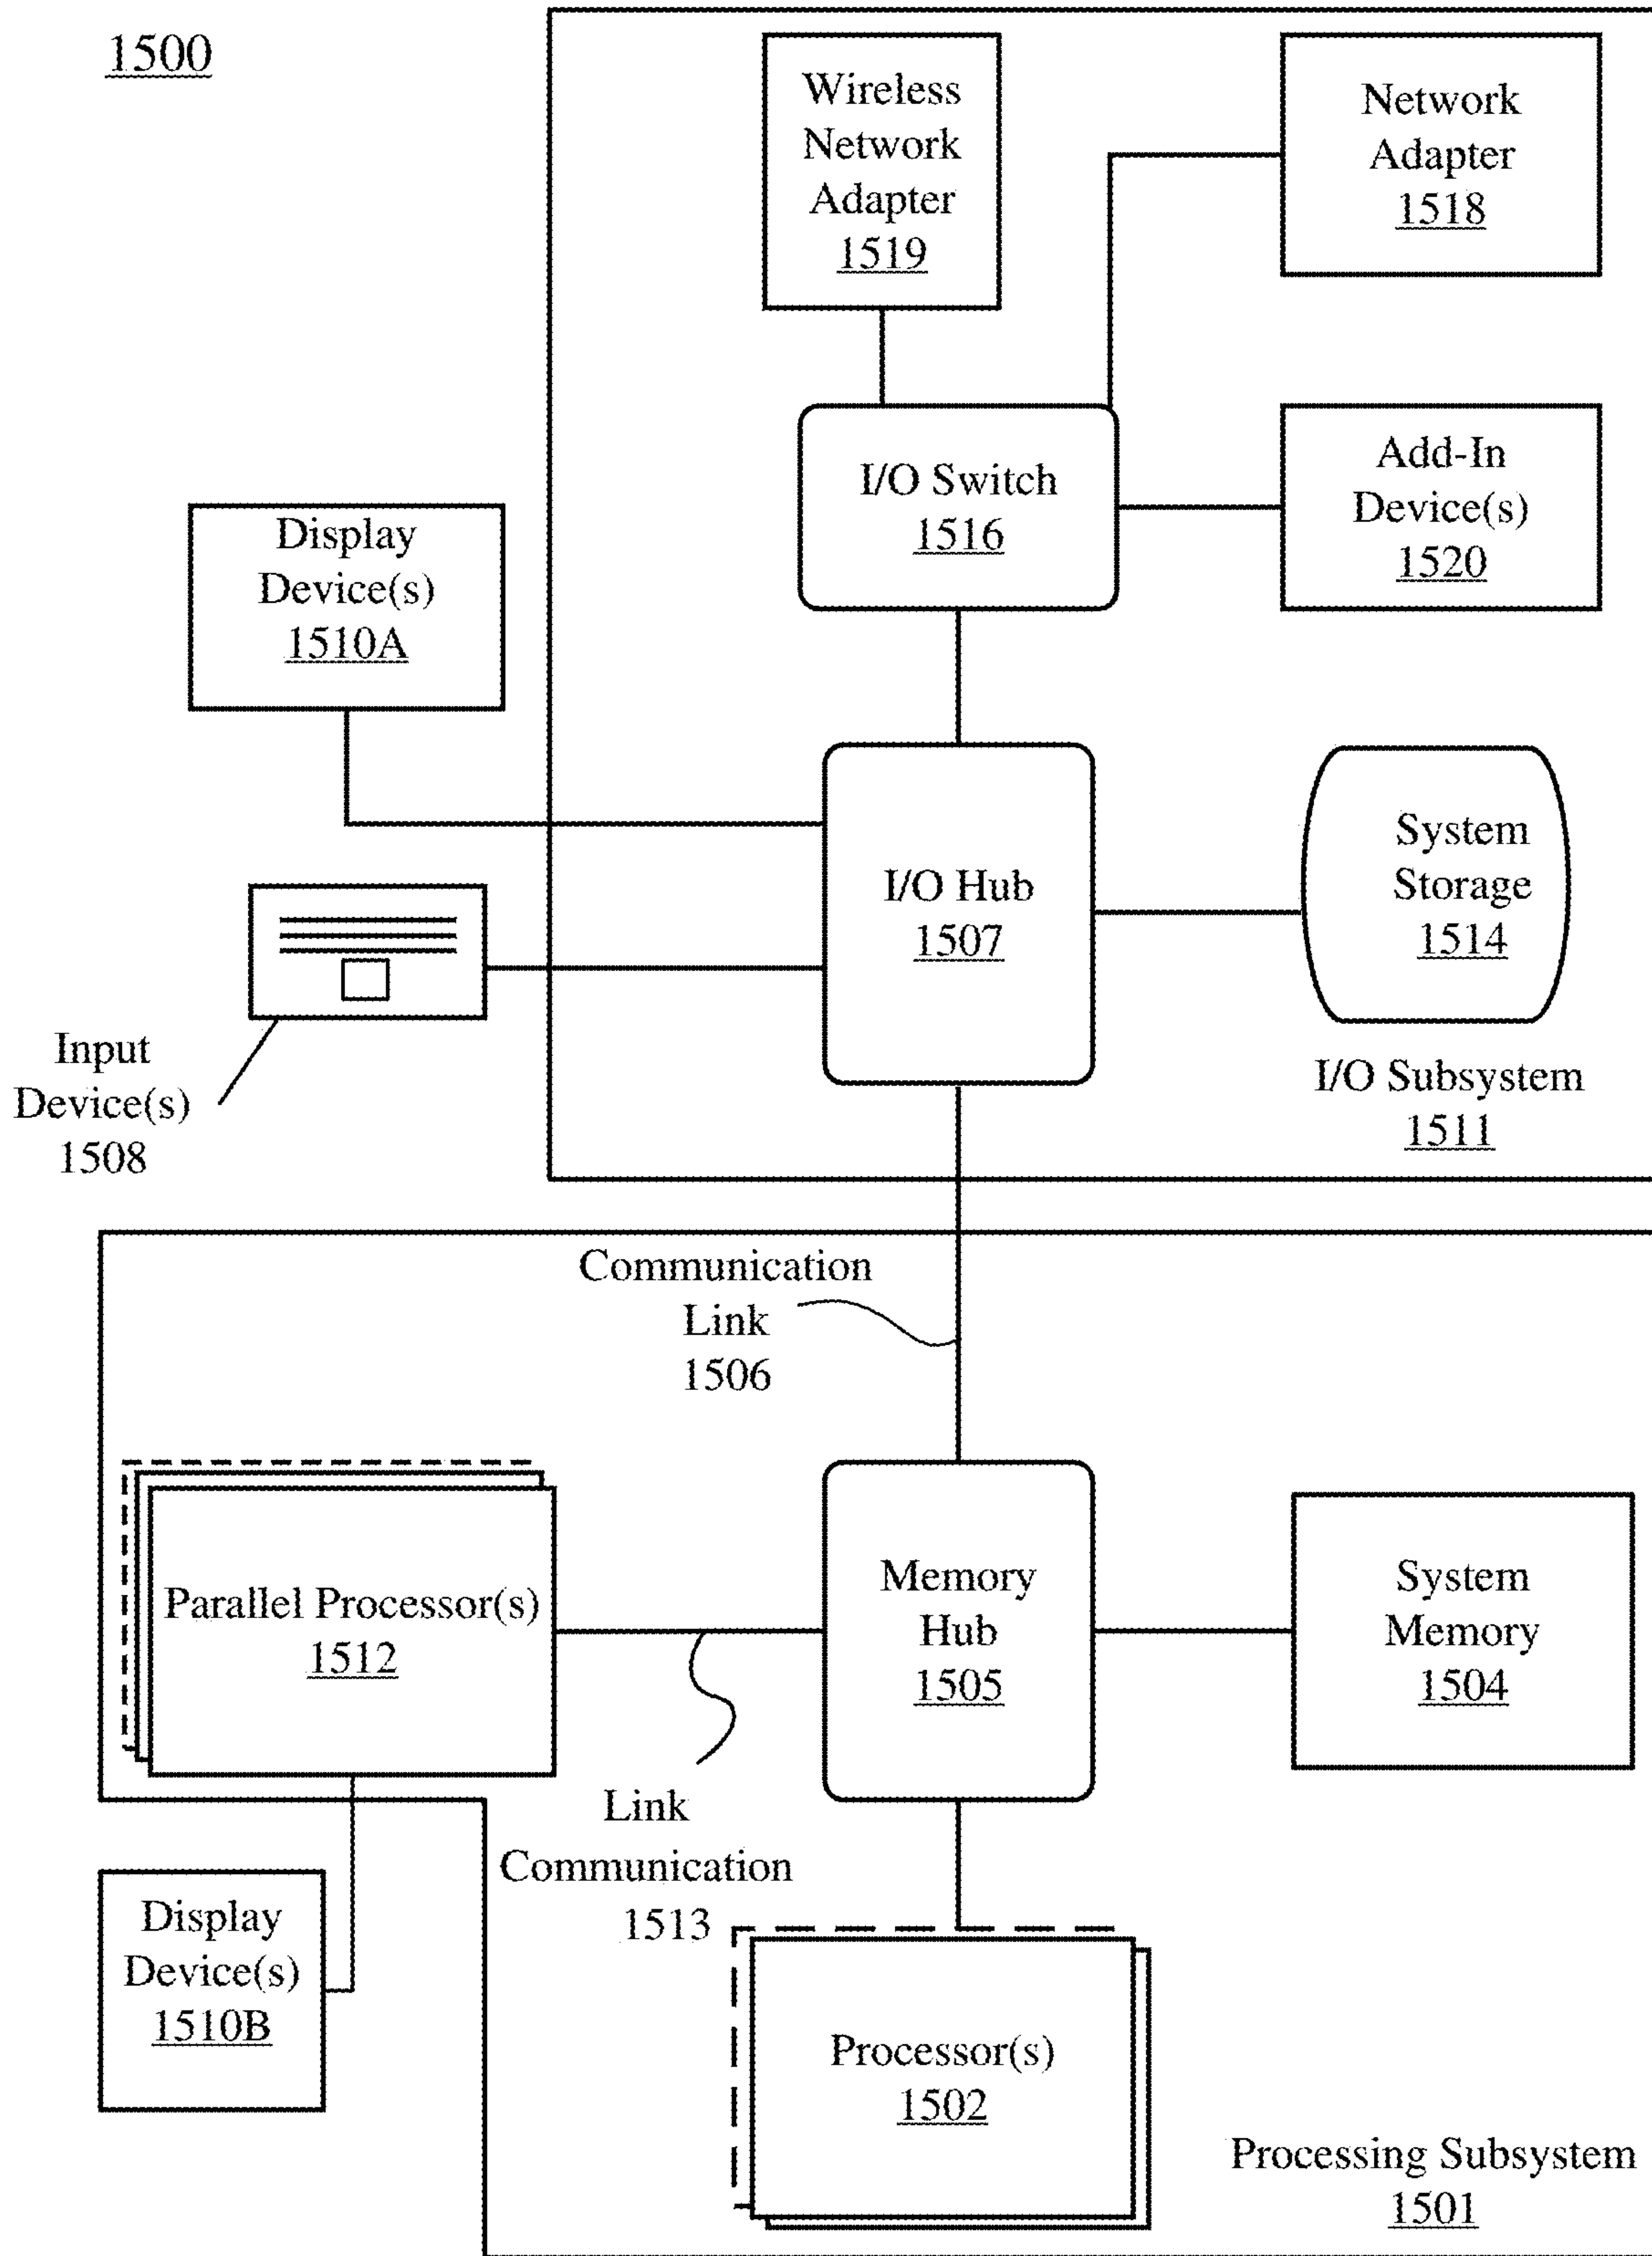 1500
Wireless
Network
Adapter
1519
Network
Adapter
1518
I/O Switch
1516
Add-In
Device(s)
1520
Display
Device(s)
1510A
I/O Hub
1507
System
Storage
1514
Input
Device(s)
1508
I/O Subsystem
1511
Communication
Link
1506
Parallel Processor(s)
1512
Memory
Hub
1505
System
Memory
1504
Link
Communication
1513
Display
Device(s)
1510B
Processor(s)
1502
Processing Subsystem
1501